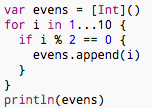 var evens = [Int]()
for i in 1...10 {
  if i % 2 == 0 {
    evens.append(i)
  }
}
println(evens)